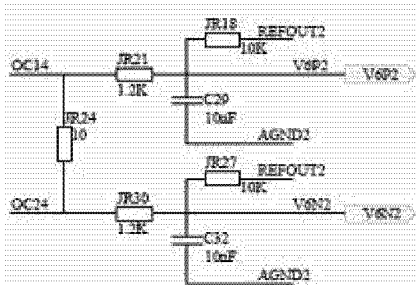 JR18
REFOUT2
10K
OC14
JR21
V6P2
V6P2
1.2K
C29
10nF
JR24
10
AGND2
JR27
REFOUT2
10K
OC24
JR30
V6N2
V6N2
1.2K
C32
10nF
AGND2